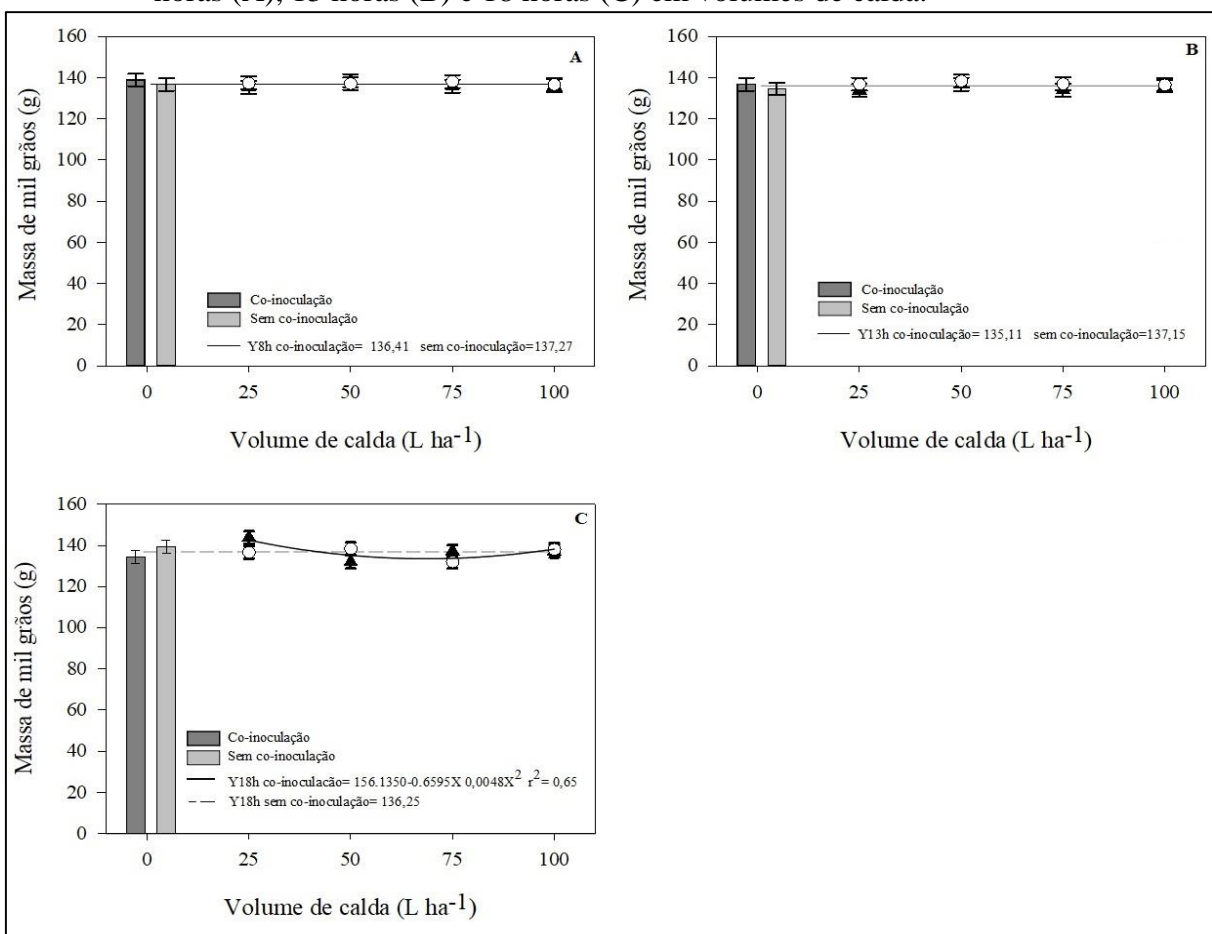 horas (A), 13 horas (B) e 18 horas (C) em volumes de calda.
A
160
140
120
100
80
60
40
20
0
Massa de mil grãos (g)
Co-inoculação
Sem co-inoculação
Y8h co-inoculação= 136,41 sem co-inoculação=137,27
0 25 50 75 100
Volume de calda (L ha-1)
B
160
140
120
100
80
60
40
20
0
Massa de mil grãos (g)
Co-inoculação
Sem co-inoculação
Y13h co-inoculação= 135,11 sem co-inoculação=137,15
0 25 50 75 100
Volume de calda (L ha-1)
C
160
140
120
100
80
60
40
20
0
Massa de mil grãos (g)
Co-inoculação
Sem co-inoculação
Y18h co-inoculacão= 156.1350-0.6595X 0,0048X2 r2= 0,65
Y18h sem co-inoculação= 136,25
0 25 50 75 100
Volume de calda (L ha-1)